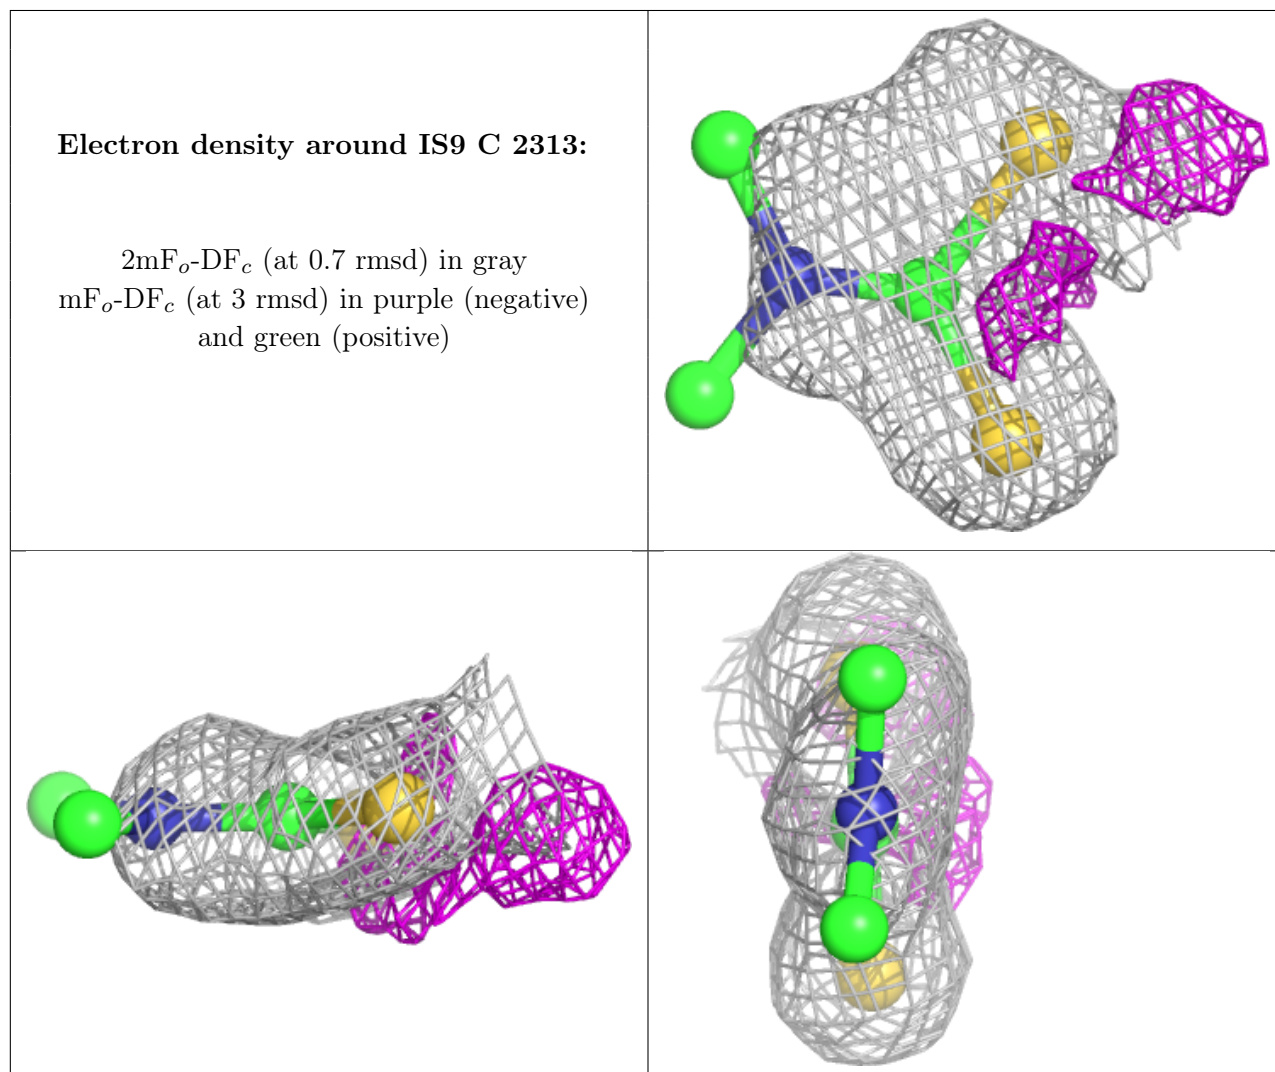 Electron density around IS9 C 2313:
2mFo-DFc (at 0.7 rmsd) in gray
mFo-DFc (at 3 rmsd) in purple (negative)
and green (positive)